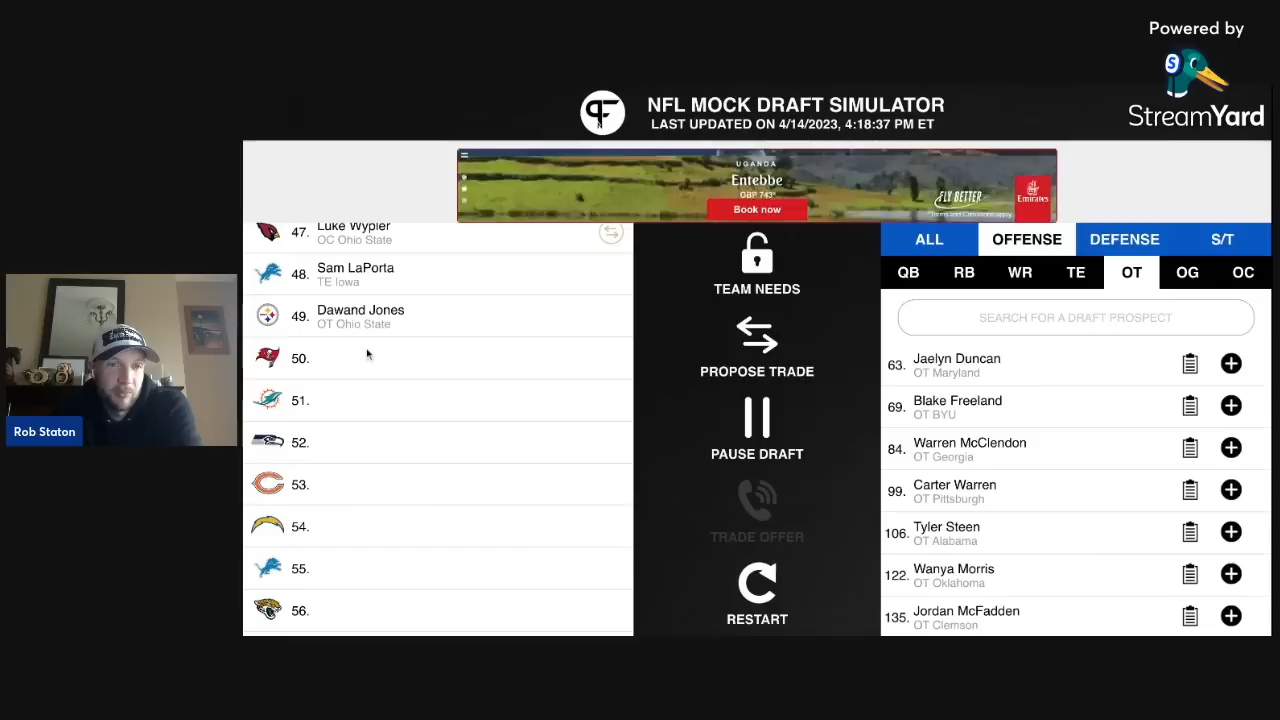 Powered by
StreamYard
NFL MOCK DRAFT SIMULATOR
LAST UPDATED ON 4/14/2023, 4:18:37 PM ET
UGANDA
Entebbe
GBP 743*
Book now
FLY BETTER
Emirates
47. Luke Wypler
OC Ohio State
48. Sam LaPorta
TE Iowa
49. Dawand Jones
OT Ohio State
50.
51.
52.
53.
54.
55.
56.
TEAM NEEDS
PROPOSE TRADE
PAUSE DRAFT
TRADE OFFER
RESTART
ALL OFFENSE DEFENSE S/T
QB RB WR TE OT OG OC
SEARCH FOR A DRAFT PROSPECT
63. Jaelyn Duncan
OT Maryland
69. Blake Freeland
OT BYU
84. Warren McClendon
OT Georgia
99. Carter Warren
OT Pittsburgh
106. Tyler Steen
OT Alabama
122. Wanya Morris
OT Oklahoma
135. Jordan McFadden
OT Clemson
Rob Staton